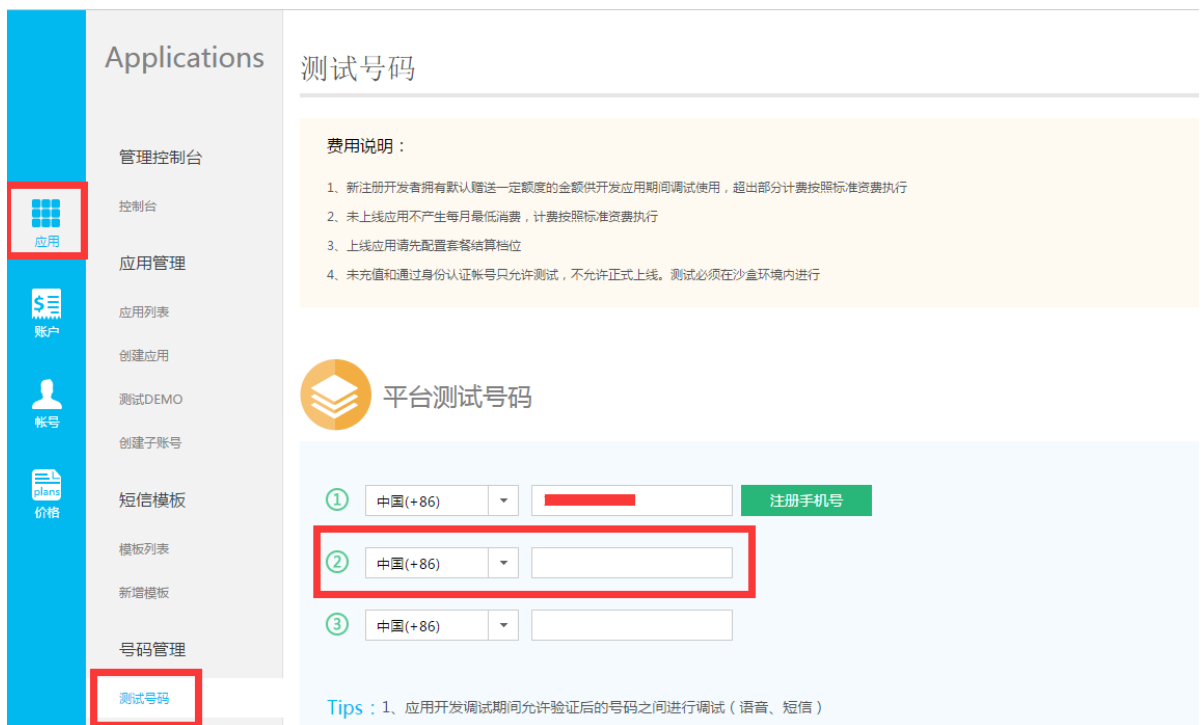 应用
账户
帐号
plans
价格
Applications
管理控制台
控制台
应用管理
应用列表
创建应用
测试DEMO
创建子账号
短信模板
模板列表
新增模板
号码管理
测试号码
测试号码
费用说明：
1、新注册开发者拥有默认赠送一定额度的金额供开发应用期间调试使用，超出部分计费按照标准资费执行
2、未上线应用不产生每月最低消费，计费按照标准资费执行
3、上线应用请先配置套餐结算档位
4、未充值和通过身份认证帐号只允许测试，不允许正式上线。测试必须在沙盒环境内进行
平台测试号码
① 中国(+86) 注册手机号
② 中国(+86)
③ 中国(+86)
Tips：1、应用开发调试期间允许验证后的号码之间进行调试（语音、短信）